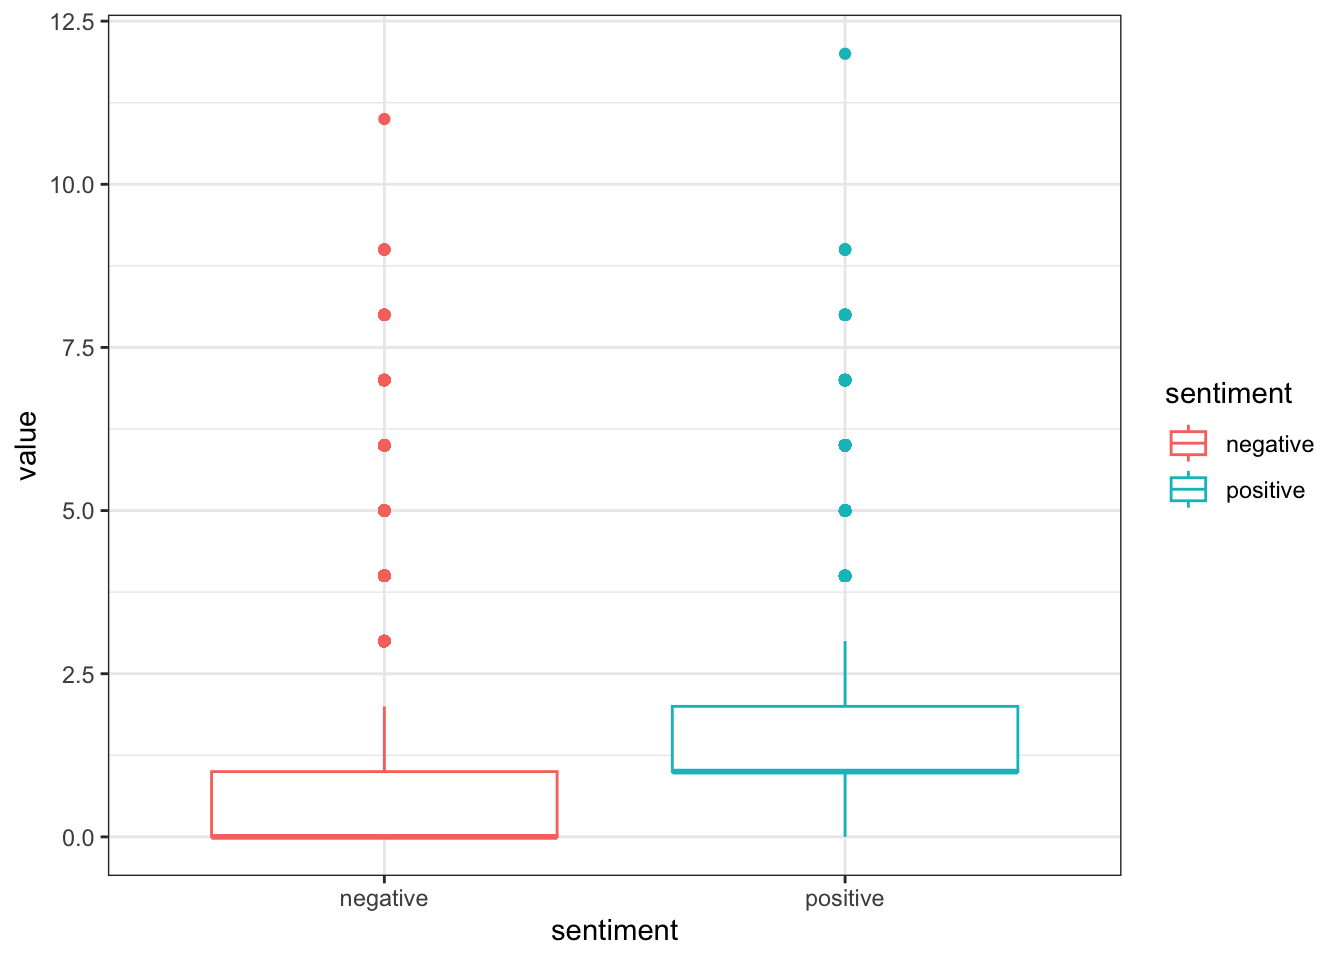 12.5
10.0
7.5
5.0
2.5
0.0
value
negative
positive
sentiment
sentiment
negative
positive